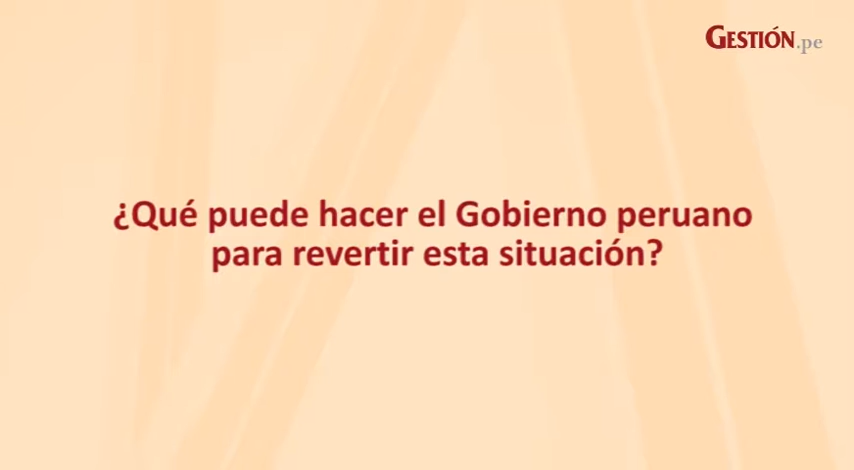 GESTIÓN.pe
¿Qué puede hacer el Gobierno peruano
para revertir esta situación?